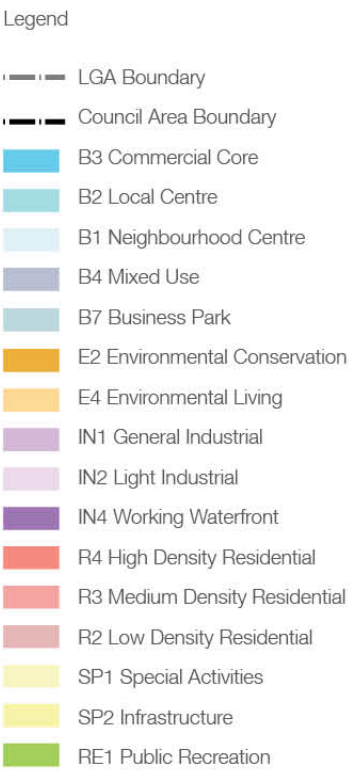 Legend
LGA Boundary
Council Area Boundary
B3 Commercial Core
B2 Local Centre
B1 Neighbourhood Centre
B4 Mixed Use
B7 Business Park
E2 Environmental Conservation
E4 Environmental Living
IN1 General Industrial
IN2 Light Industrial
IN4 Working Waterfront
R4 High Density Residential
R3 Medium Density Residential
R2 Low Density Residential
SP1 Special Activities
SP2 Infrastructure
RE1 Public Recreation